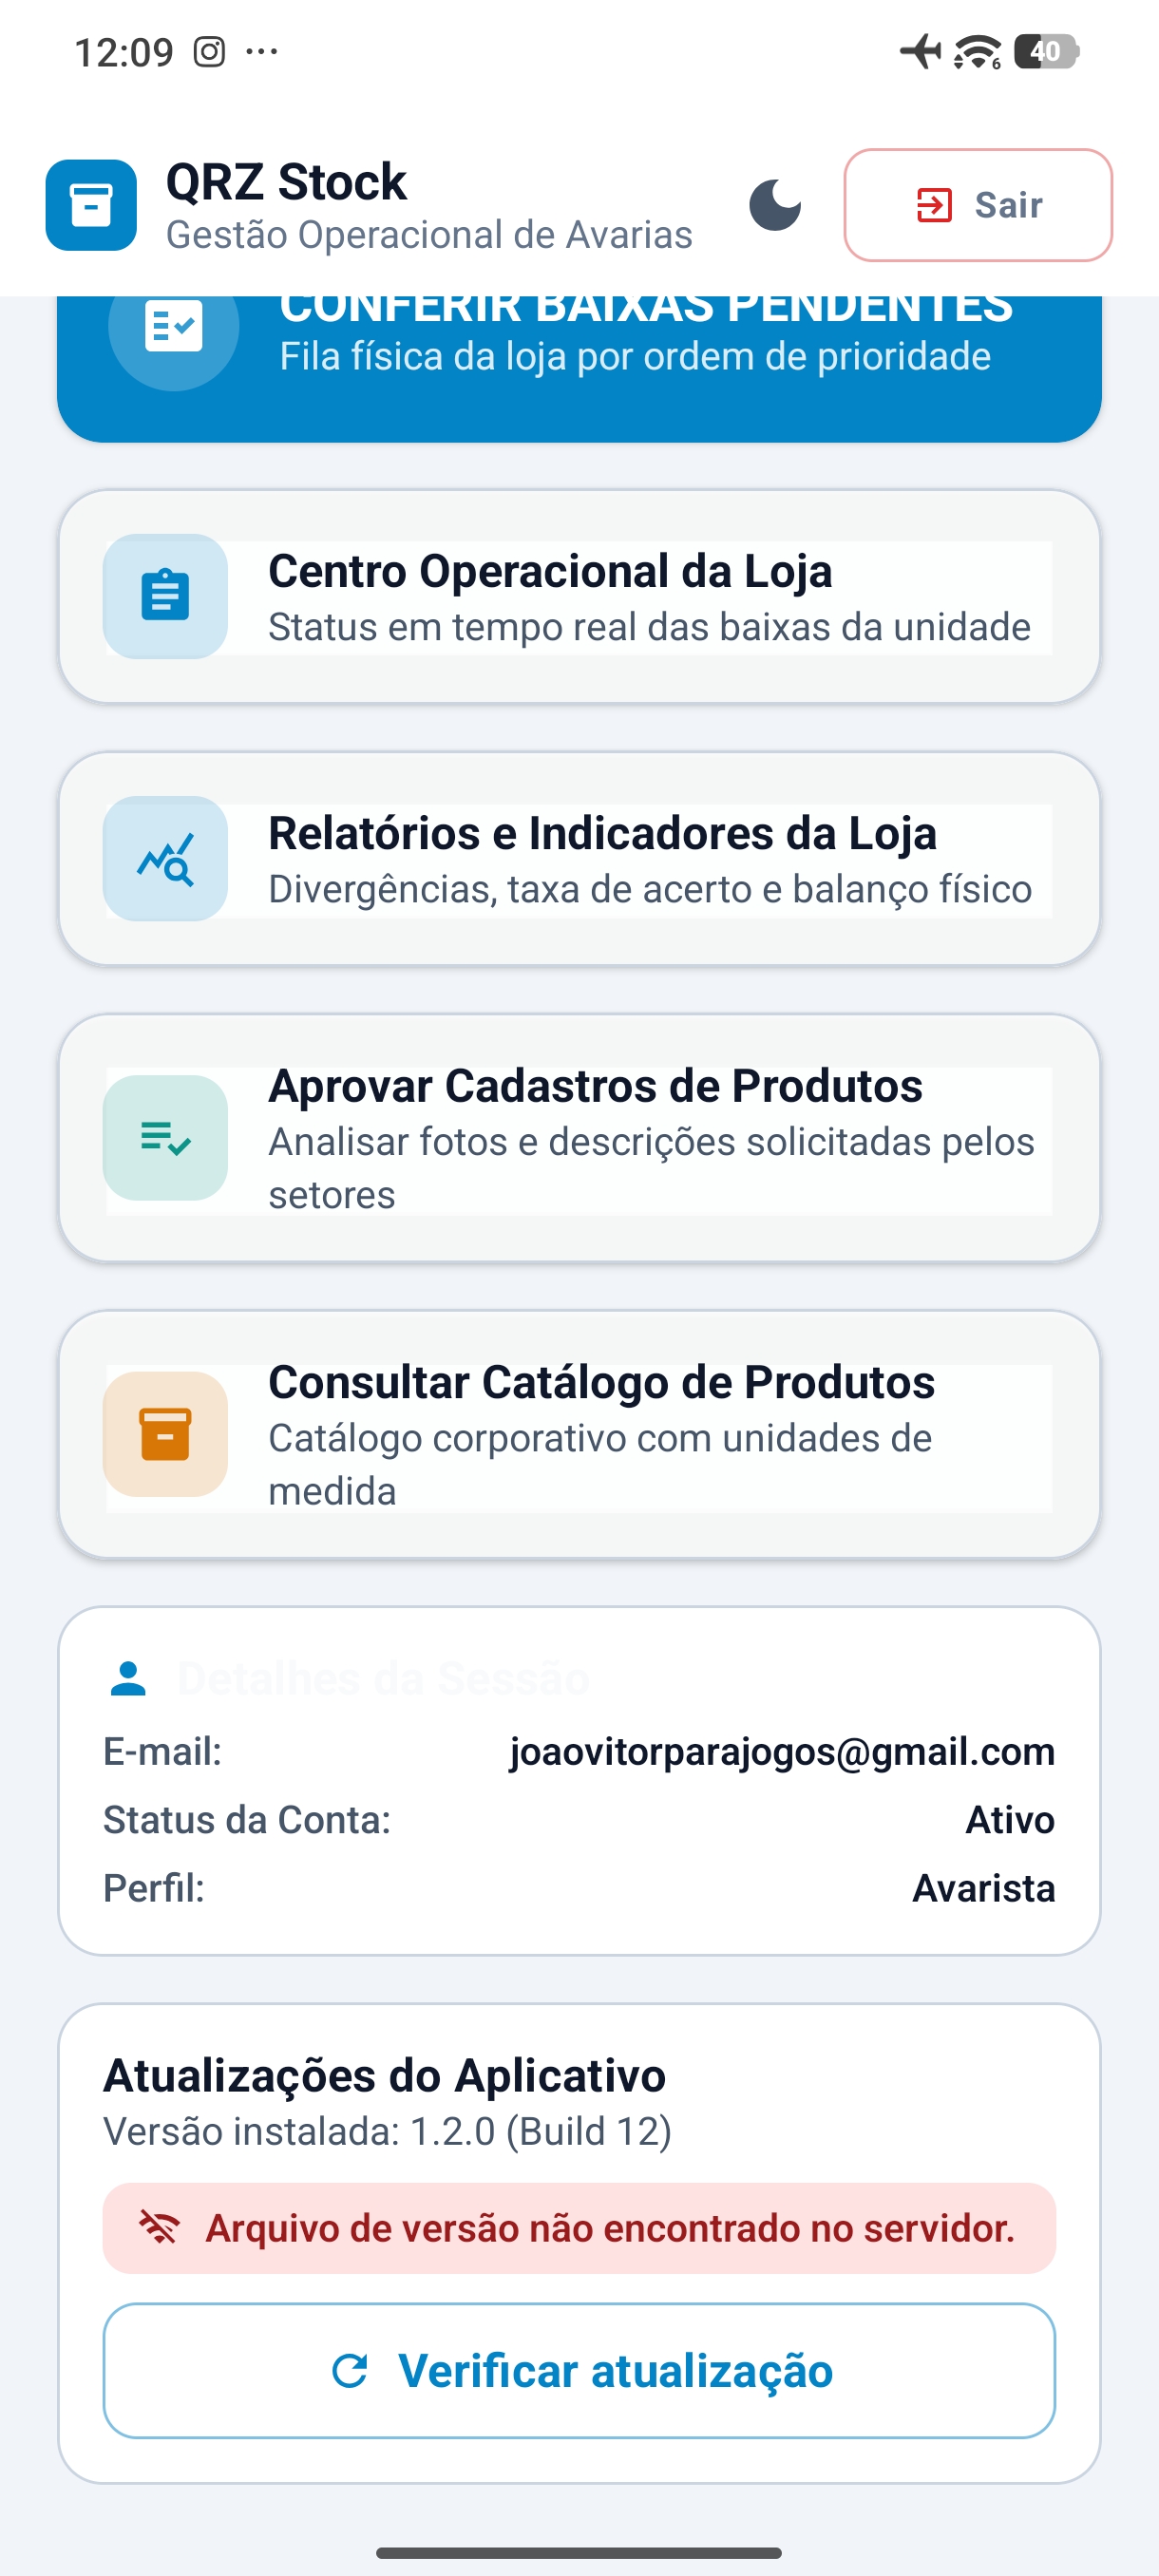 12:09
6
40
QRZ Stock
Gestão Operacional de Avarias
Sair
CONFERIR BAIXAS PENDENTES
Fila física da loja por ordem de prioridade
Centro Operacional da Loja
Status em tempo real das baixas da unidade
Relatórios e Indicadores da Loja
Divergências, taxa de acerto e balanço físico
Aprovar Cadastros de Produtos
Analisar fotos e descrições solicitadas pelos
setores
Consultar Catálogo de Produtos
Catálogo corporativo com unidades de
medida
Detalhes da Sessão
E-mail: joaovitorparajogos@gmail.com
Status da Conta: Ativo
Perfil: Avarista
Atualizações do Aplicativo
Versão instalada: 1.2.0 (Build 12)
Arquivo de versão não encontrado no servidor.
Verificar atualização